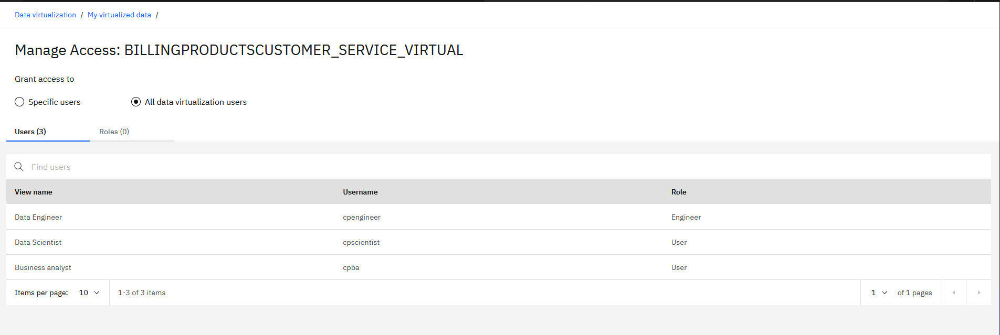 Data virtualization / My virtualized data /
Manage Access: BILLINGPRODUCTSCUSTOMER_SERVICE_VIRTUAL
Grant access to
Specific users All data virtualization users
Users (3) Roles (0)
Find users
View name Username Role
Data Engineer cpengineer Engineer
Data Scientist cpscientist User
Business analyst cpba User
Items per page: 10 1-3 of 3 items 1 of 1 pages